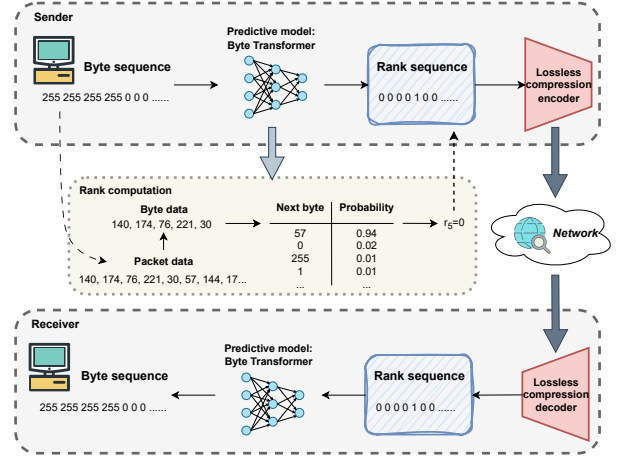 Sender
Byte sequence
255 255 255 255 0 0 0 ......
Predictive model:
Byte Transformer
Rank sequence
0 0 0 0 1 0 0 ......
Lossless
compression
encoder
Rank computation
Byte data
140, 174, 76, 221, 30
Packet data
140, 174, 76, 221, 30, 57, 144, 17...
Next byte Probability
57 0.94
0 0.02
255 0.01
1 0.01
... ...
r5=0
Network
Receiver
Byte sequence
255 255 255 255 0 0 0 ......
Predictive model:
Byte Transformer
Rank sequence
0 0 0 0 1 0 0 ......
Lossless
compression
decoder